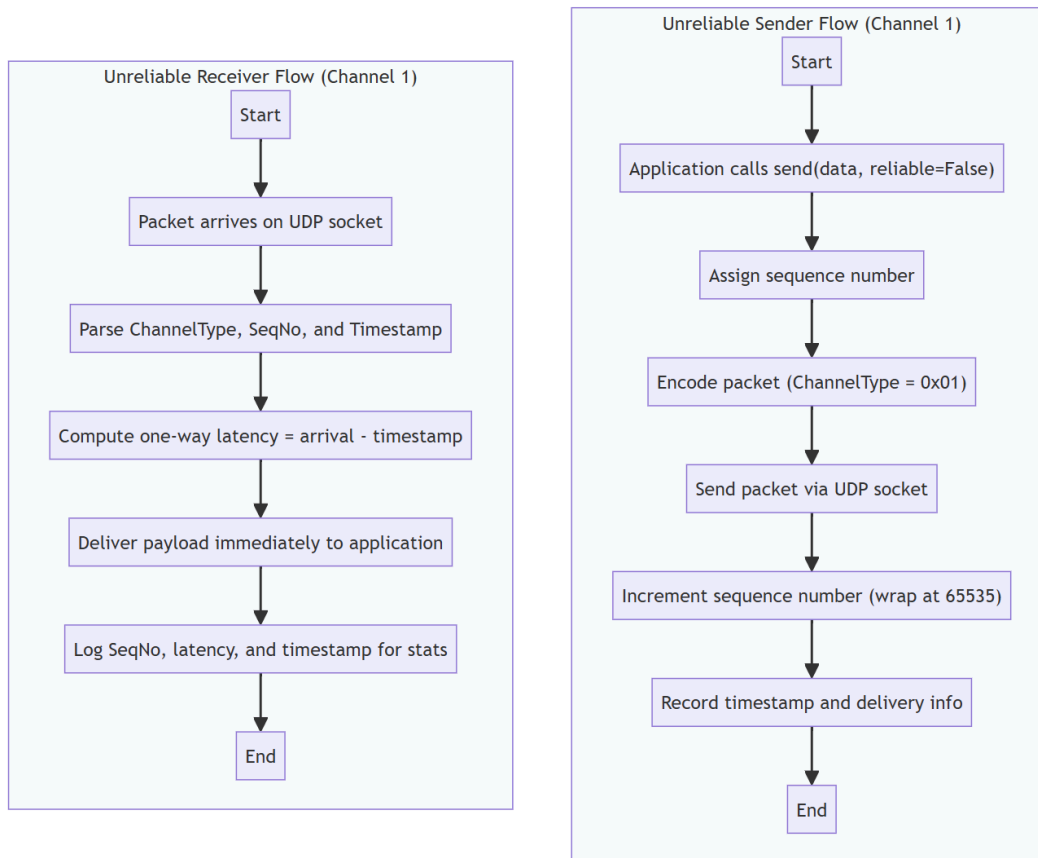 Unreliable Receiver Flow (Channel 1)
Start
Packet arrives on UDP socket
Parse ChannelType, SeqNo, and Timestamp
Compute one-way latency = arrival - timestamp
Deliver payload immediately to application
Log SeqNo, latency, and timestamp for stats
End
Unreliable Sender Flow (Channel 1)
Start
Application calls send(data, reliable=False)
Assign sequence number
Encode packet (ChannelType = 0x01)
Send packet via UDP socket
Increment sequence number (wrap at 65535)
Record timestamp and delivery info
End